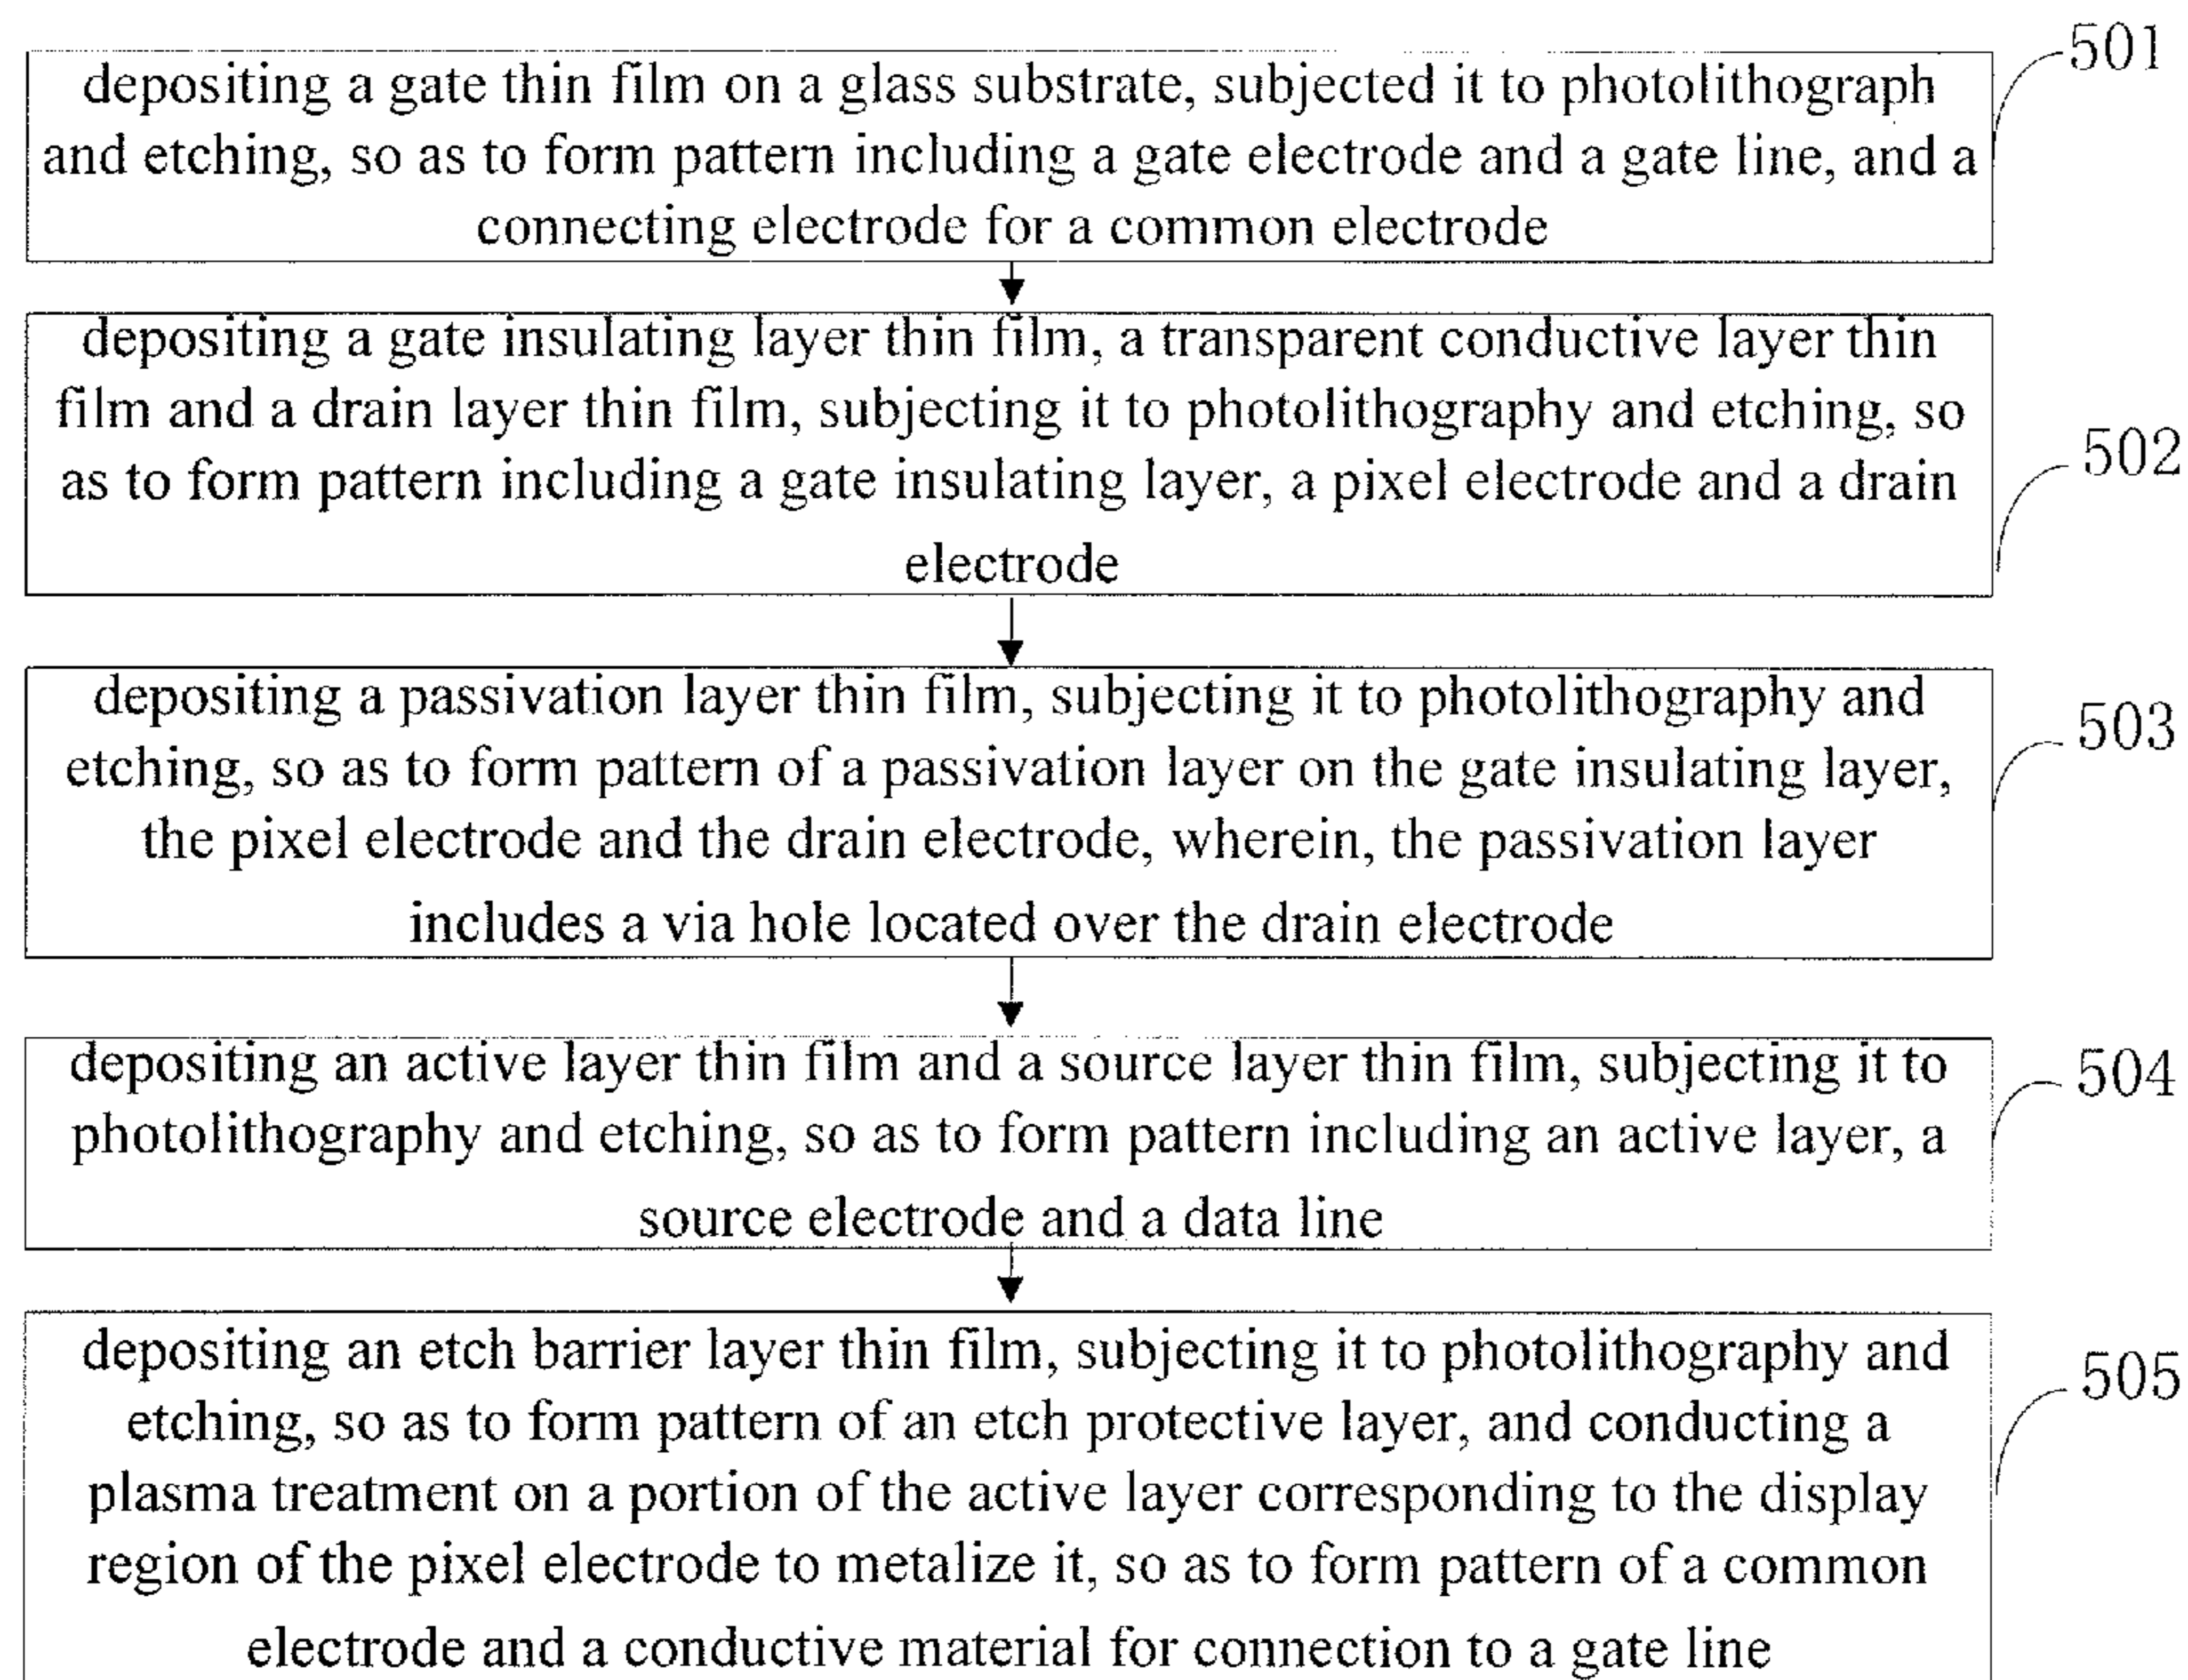 501
depositing a gate thin film on a glass substrate, subjected it to photolithograph
and etching, so as to form pattern including a gate electrode and a gate line, and a
connecting electrode for a common electrode
depositing a gate insulating layer thin film, a transparent conductive layer thin
film and a drain layer thin film, subjecting it to photolithography and etching, so
502
as to form pattern including a gate insulating layer, a pixel electrode and a drain
electrode
depositing a passivation layer thin film, subjecting it to photolithography and
503
etching, so as to form pattern of a passivation layer on the gate insulating layer,
the pixel electrode and the drain electrode, wherein, the passivation layer
includes a via hole located over the drain electrode
depositing an active layer thin film and a source layer thin film, subjecting it to
504
photolithography and etching, so as to form pattern including an active layer, a
source electrode and a data line
depositing an etch barrier layer thin film, subjecting it to photolithography and
505
etching, so as to form pattern of an etch protective layer, and conducting a
plasma treatment on a portion of the active layer corresponding to the display
region of the pixel electrode to metalize it, so as to form pattern of a common
electrode and a conductive material for connection to a gate line